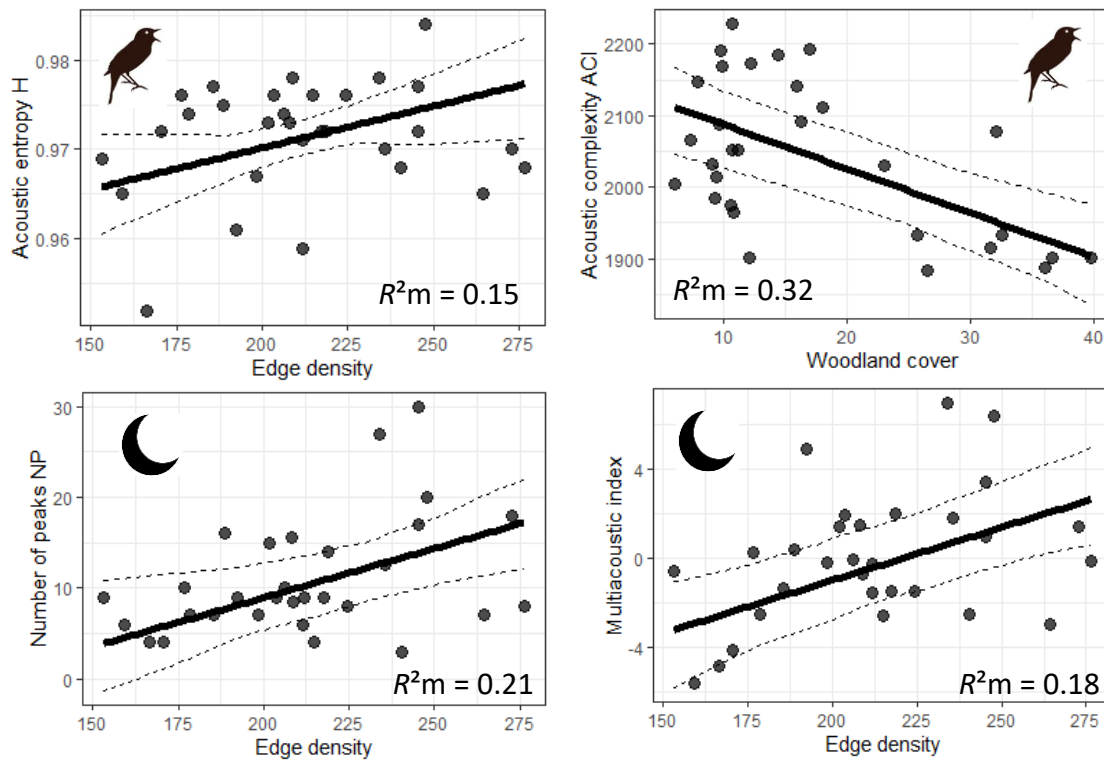 Acoustic entropy H
0.98
0.97
0.96
R²m = 0.15
150 175 200 225 250 275
Edge density
Acoustic complexity ACI
2200
2100
2000
1900
R²m = 0.32
10 20 30 40
Woodland cover
Number of peaks NP
30
20
10
0
R²m = 0.21
150 175 200 225 250 275
Edge density
Multiacoustic index
4
0
-4
R²m = 0.18
150 175 200 225 250 275
Edge density